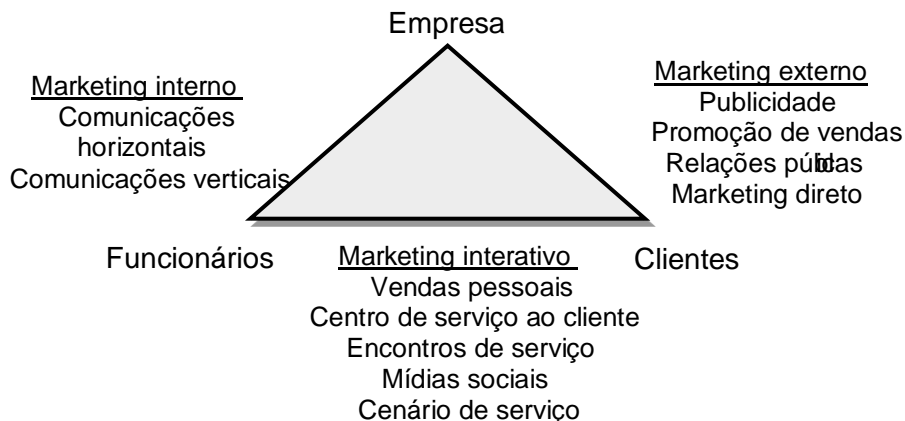 Empresa
Marketing interno
Comunicações
horizontais
Comunicações verticais
Marketing externo
Publicidade
Promoção de vendas
Relações públicas
Marketing direto
Funcionários
Marketing interativo
Vendas pessoais
Centro de serviço ao cliente
Encontros de serviço
Mídias sociais
Cenário de serviço
Clientes